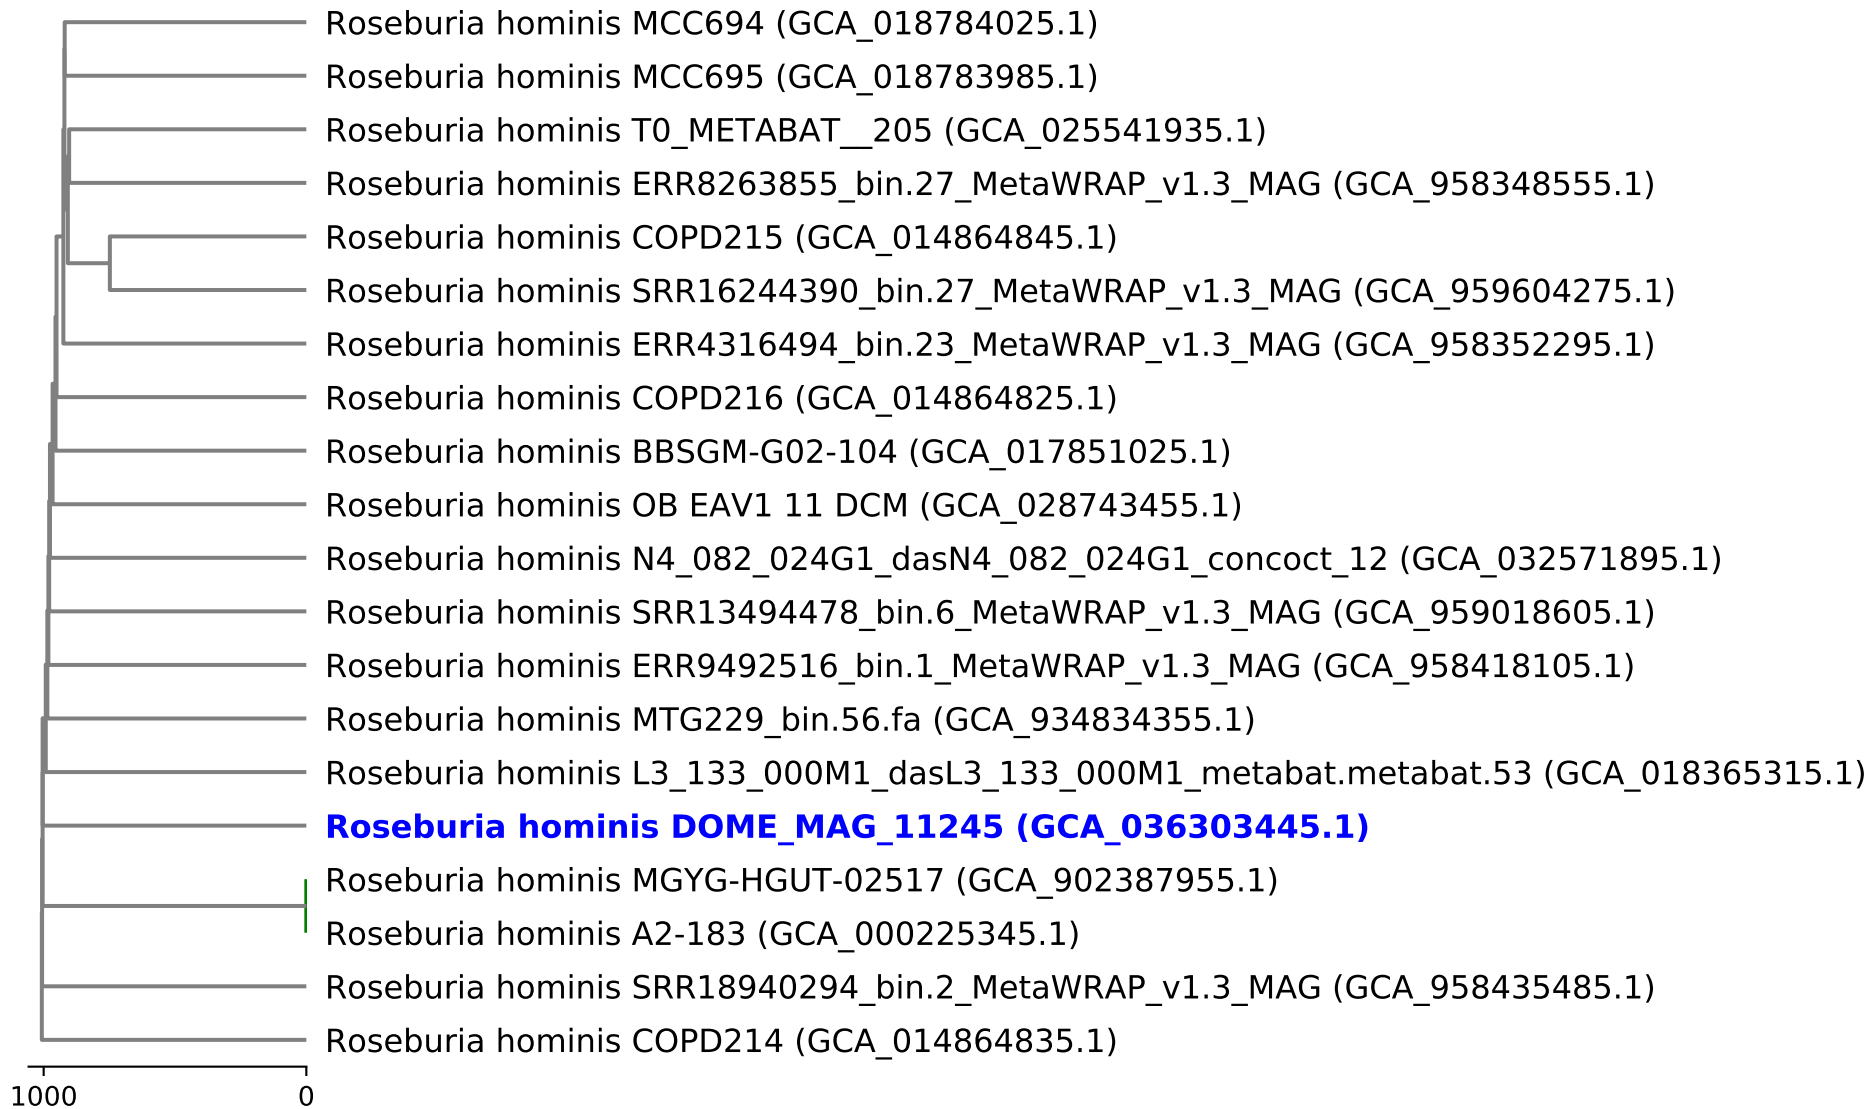 Roseburia hominis MCC694 (GCA_018784025.1)
Roseburia hominis MCC695 (GCA_018783985.1)
Roseburia hominis T0_METABAT__205 (GCA_025541935.1)
Roseburia hominis ERR8263855_bin.27_MetaWRAP_v1.3_MAG (GCA_958348555.1)
Roseburia hominis COPD215 (GCA_014864845.1)
Roseburia hominis SRR16244390_bin.27_MetaWRAP_v1.3_MAG (GCA_959604275.1)
Roseburia hominis ERR4316494_bin.23_MetaWRAP_v1.3_MAG (GCA_958352295.1)
Roseburia hominis COPD216 (GCA_014864825.1)
Roseburia hominis BBSGM-G02-104 (GCA_017851025.1)
Roseburia hominis OB EAV1 11 DCM (GCA_028743455.1)
Roseburia hominis N4_082_024G1_dasN4_082_024G1_concoct_12 (GCA_032571895.1)
Roseburia hominis SRR13494478_bin.6_MetaWRAP_v1.3_MAG (GCA_959018605.1)
Roseburia hominis ERR9492516_bin.1_MetaWRAP_v1.3_MAG (GCA_958418105.1)
Roseburia hominis MTG229_bin.56.fa (GCA_934834355.1)
Roseburia hominis L3_133_000M1_dasL3_133_000M1_metabat.metabat.53 (GCA_018365315.1)
Roseburia hominis DOME_MAG_11245 (GCA_036303445.1)
Roseburia hominis MGYG-HGUT-02517 (GCA_902387955.1)
Roseburia hominis A2-183 (GCA_000225345.1)
Roseburia hominis SRR18940294_bin.2_MetaWRAP_v1.3_MAG (GCA_958435485.1)
Roseburia hominis COPD214 (GCA_014864835.1)
1000 0